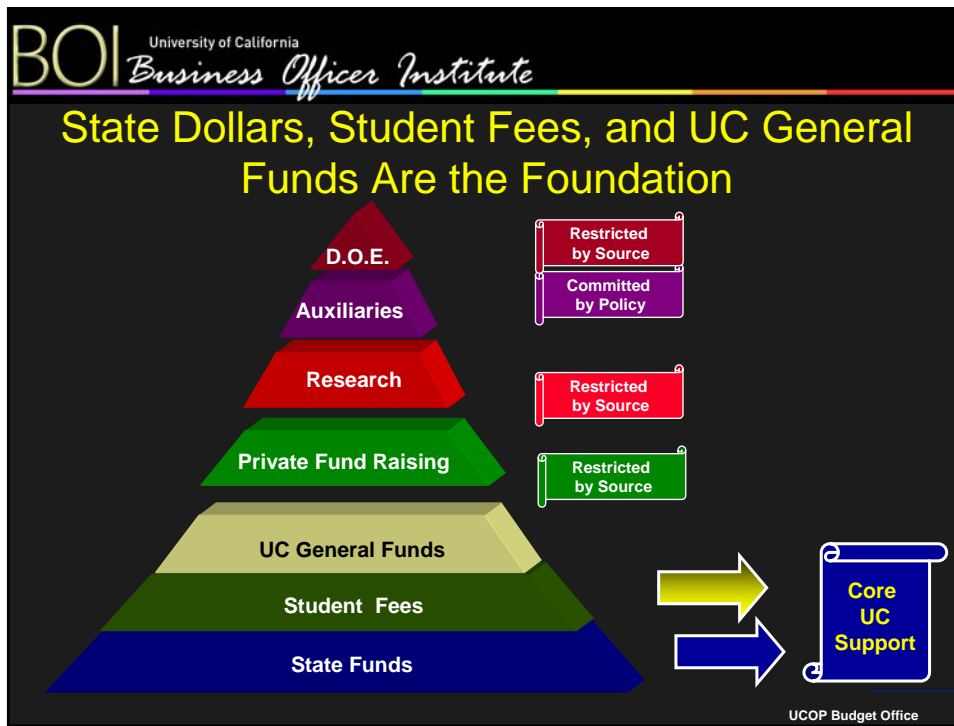 BOI University of California
Business Officer Institute
State Dollars, Student Fees, and UC General
Funds Are the Foundation
D.O.E.
Restricted
by Source
Auxiliaries
Committed
by Policy
Research
Restricted
by Source
Private Fund Raising
Restricted
by Source
UC General Funds
Student Fees
State Funds
Core
UC
Support
UCOP Budget Office